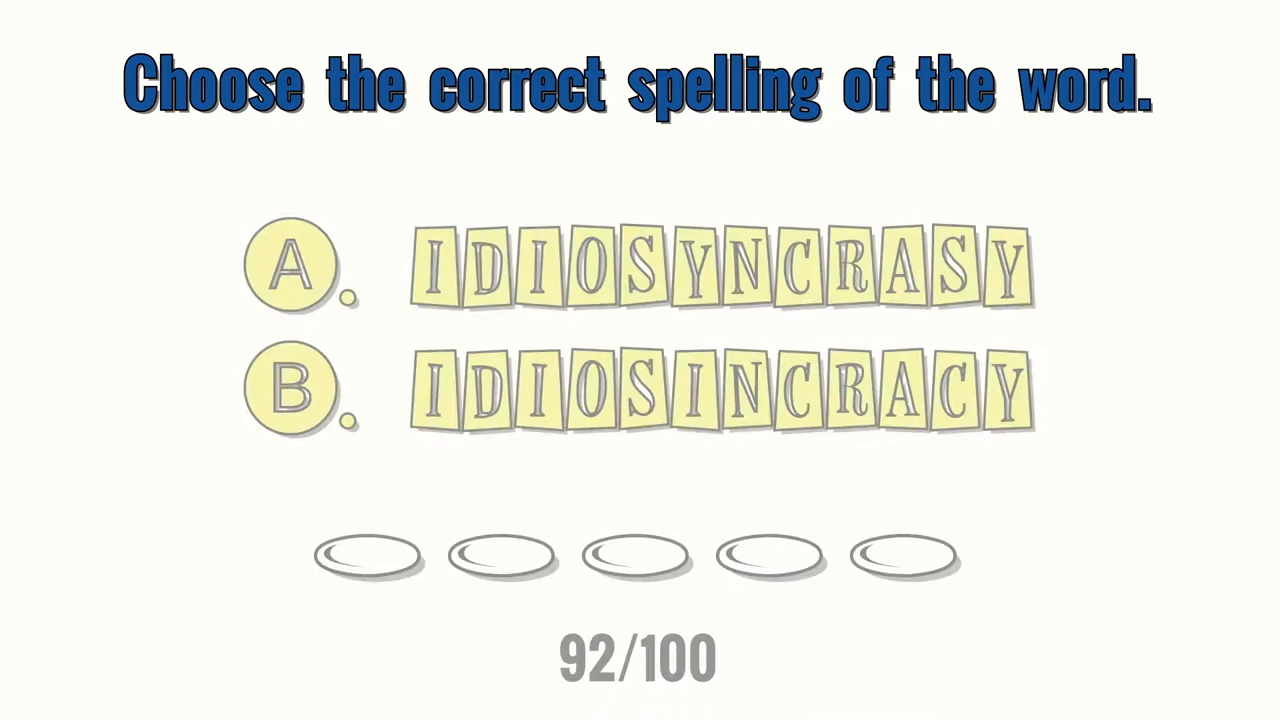 Choose the correct spelling of the word.
A. IDIOSYNCRASY
B. IDIOSINCRACY
92/100